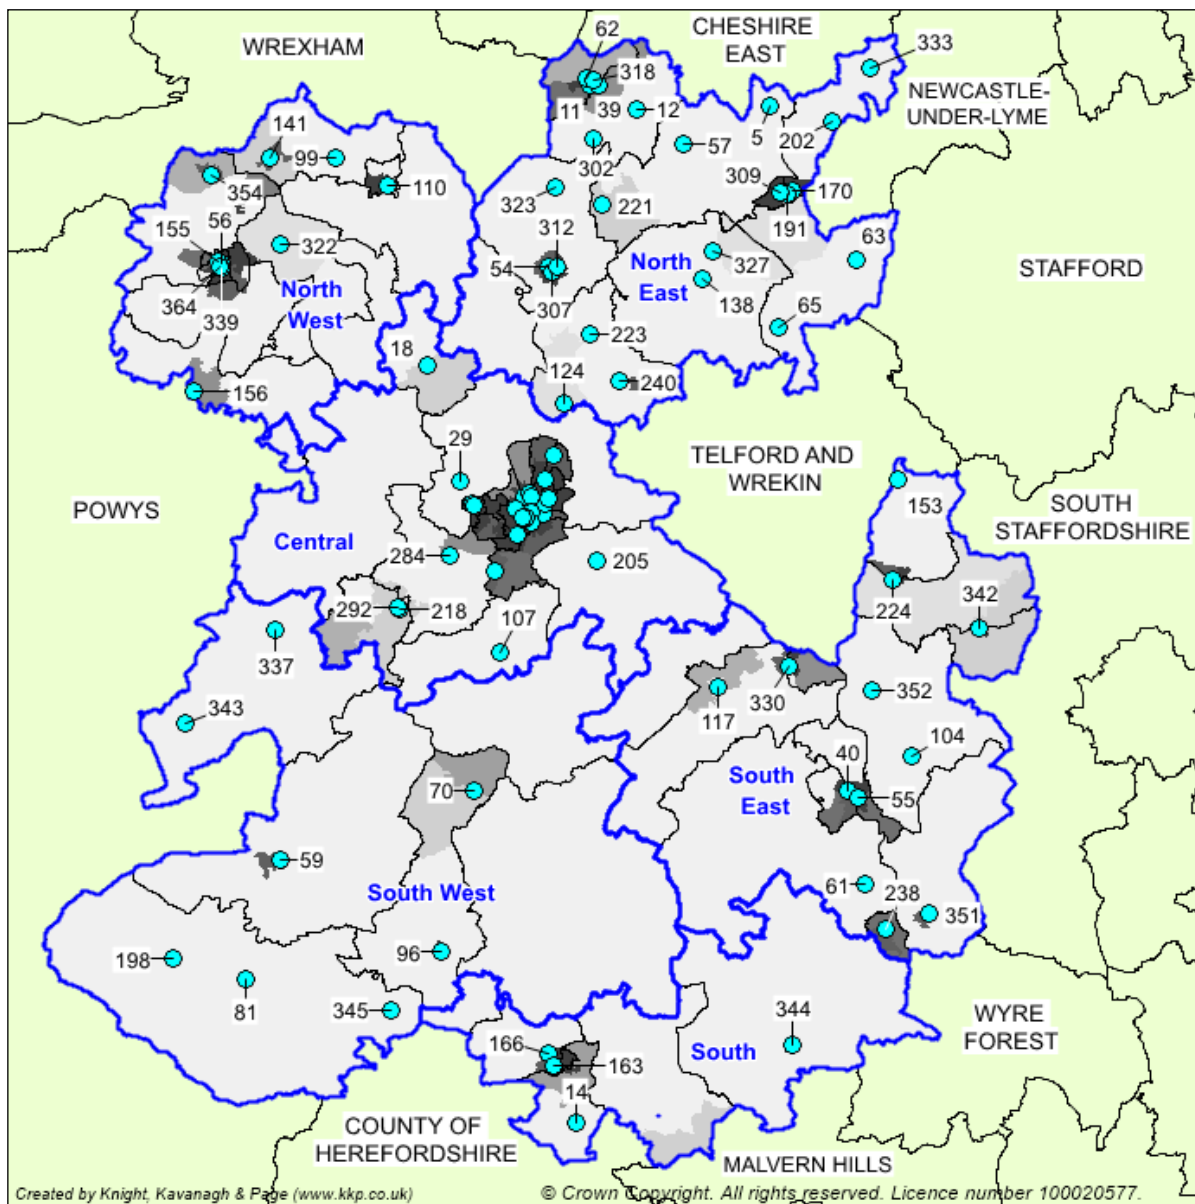 WREXHAM
CHESHIRE
EAST
NEWCASTLE-
UNDER-LYME
62
318
333
11
39
12
5
202
57
302
141
99
354
110
323
221
309
170
191
155
56
322
312
54
307
364
339
North
West
North
East
327
138
63
STAFFORD
65
223
18
124
240
156
29
TELFORD AND
WREKIN
POWYS
Central
153
SOUTH
STAFFORDSHIRE
284
205
224
342
292
218
107
337
343
117
330
352
104
40
55
South
East
70
59
South West
61
238
351
198
81
96
345
344
WYRE
FOREST
166
163
South
14
COUNTY OF
HEREFORDSHIRE
MALVERN HILLS
Created by Knight, Kavanagh & Page (www.kkp.co.uk)
© Crown Copyright. All rights reserved. Licence number 100020577.